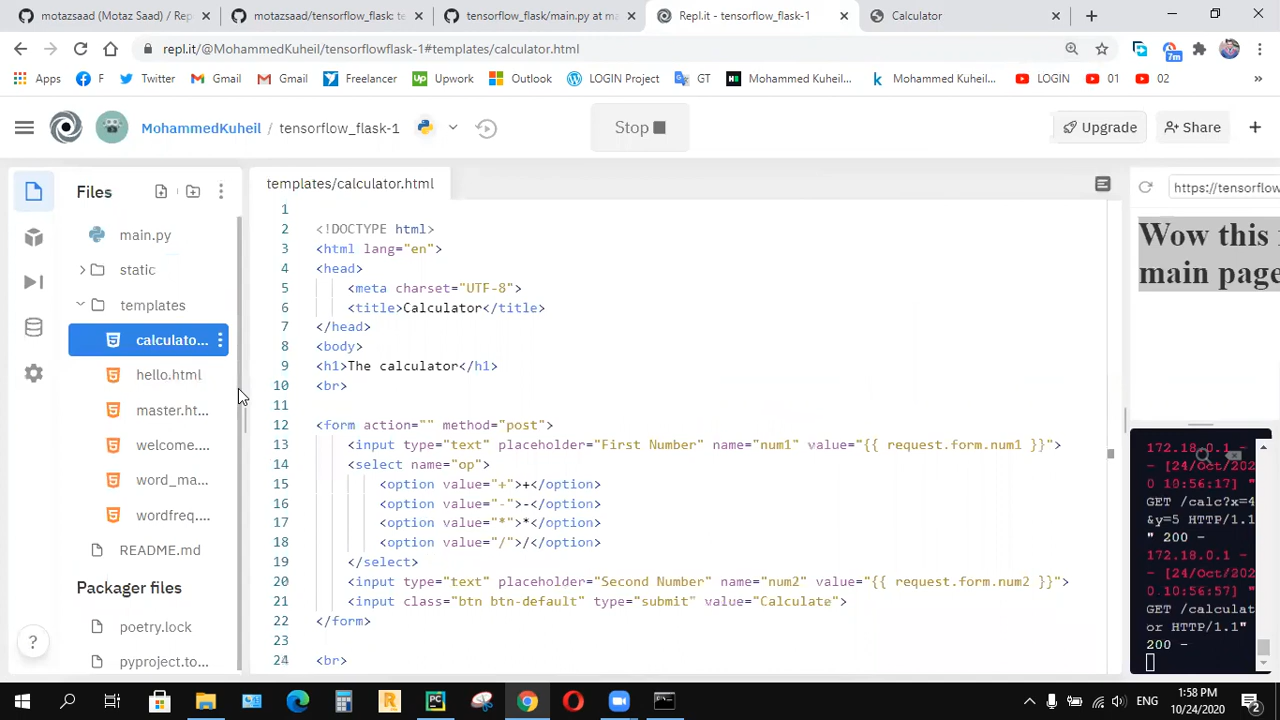 motazsaad (Motaz Saad) / Rep
motazsaad/tensorflow_flask: te
tensorflow_flask/main.py at ma
Repl.it - tensorflow_flask-1
Calculator
repl.it/@MohammedKuheil/tensorflowflask-1#templates/calculator.html
7m
Apps
F
Twitter
Gmail
Gmail
Freelancer
Upwork
Outlook
LOGIN Project
GT
Mohammed Kuheil...
Mohammed Kuheil...
LOGIN
01
02
»
MohammedKuheil / tensorflow_flask-1
Stop
Upgrade
Share
Files
main.py
static
templates
calculato...
hello.html
master.ht...
welcome....
word_ma...
wordfreq....
README.md
Packager files
poetry.lock
pyproject.to...
?
templates/calculator.html
1
2 <!DOCTYPE html>
3 <html lang="en">
4 <head>
5 <meta charset="UTF-8">
6 <title>Calculator</title>
7 </head>
8 <body>
9 <h1>The calculator</h1>
10 <br>
11
12 <form action="" method="post">
13 <input type="text" placeholder="First Number" name="num1" value="{{ request.form.num1 }}">
14 <select name="op">
15 <option value="+">+</option>
16 <option value="-">-</option>
17 <option value="*">*</option>
18 <option value="/">/</option>
19 </select>
20 <input type="text" placeholder="Second Number" name="num2" value="{{ request.form.num2 }}">
21 <input class="btn btn-default" type="submit" value="Calculate">
22 </form>
23
24 <br>
https://tensorflow
Wow this i
main page
172.18.0.1 -
- [24/Oct/202
0 10:56:17] "
GET /calc?x=4
&y=5 HTTP/1.1
" 200 -
172.18.0.1 -
- [24/Oct/202
0 10:56:57] "
GET /calculat
or HTTP/1.1"
200 -
ENG
1:58 PM
10/24/2020
2